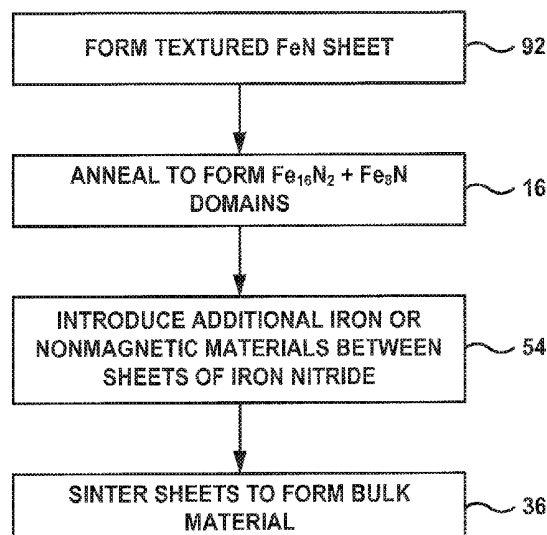 FORM TEXTURED FeN SHEET
92
ANNEAL TO FORM Fe₁₆N₂ + Fe₈N
DOMAINS
16
INTRODUCE ADDITIONAL IRON OR
NONMAGNETIC MATERIALS BETWEEN
SHEETS OF IRON NITRIDE
54
SINTER SHEETS TO FORM BULK
MATERIAL
36